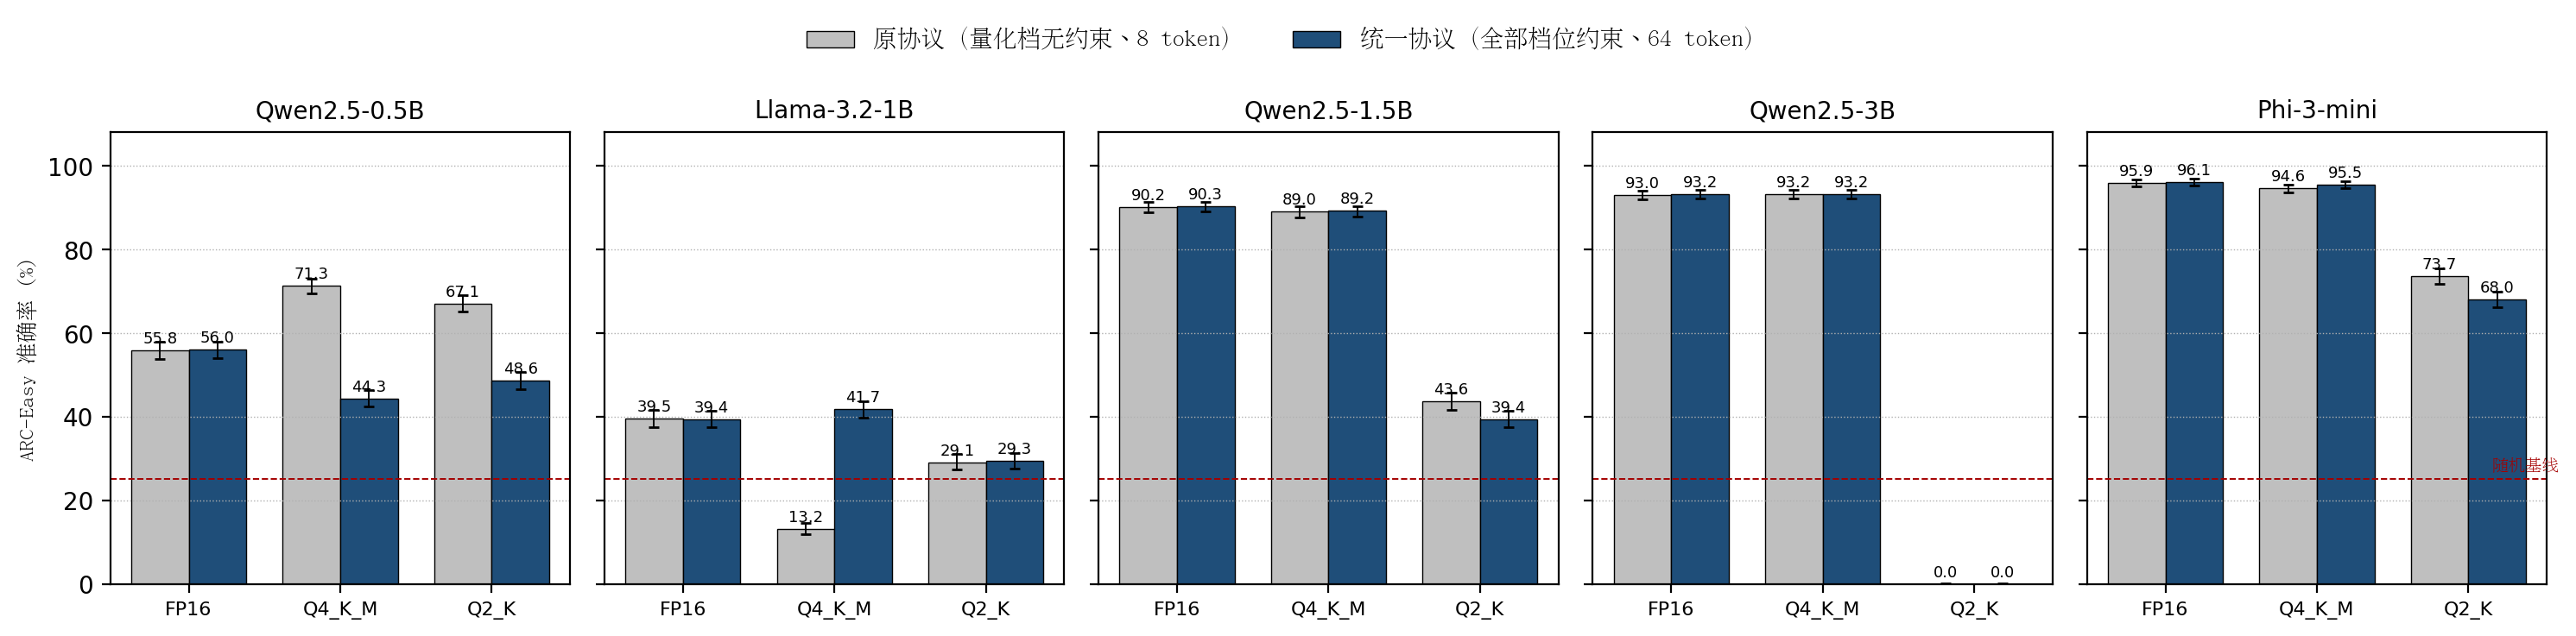 原协议 (量化档无约束、8 token)
统一协议 (全部档位约束、64 token)
Qwen2.5-0.5B
Llama-3.2-1B
Qwen2.5-1.5B
Qwen2.5-3B
Phi-3-mini
ARC-Easy 准确率 (%)
100
80
60
40
20
0
55.8
56.0
71.3
44.3
67.1
48.6
FP16
Q4_K_M
Q2_K
39.5
39.4
13.2
41.7
29.1
29.3
FP16
Q4_K_M
Q2_K
90.2
90.3
89.0
89.2
43.6
39.4
FP16
Q4_K_M
Q2_K
93.0
93.2
93.2
93.2
0.0
0.0
FP16
Q4_K_M
Q2_K
95.9
96.1
94.6
95.5
73.7
68.0
随机基线
FP16
Q4_K_M
Q2_K